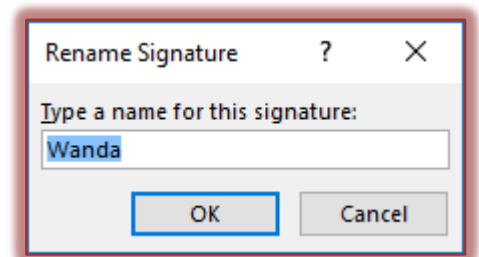 Rename Signature ? ×
Type a name for this signature:
Wanda
OK Cancel